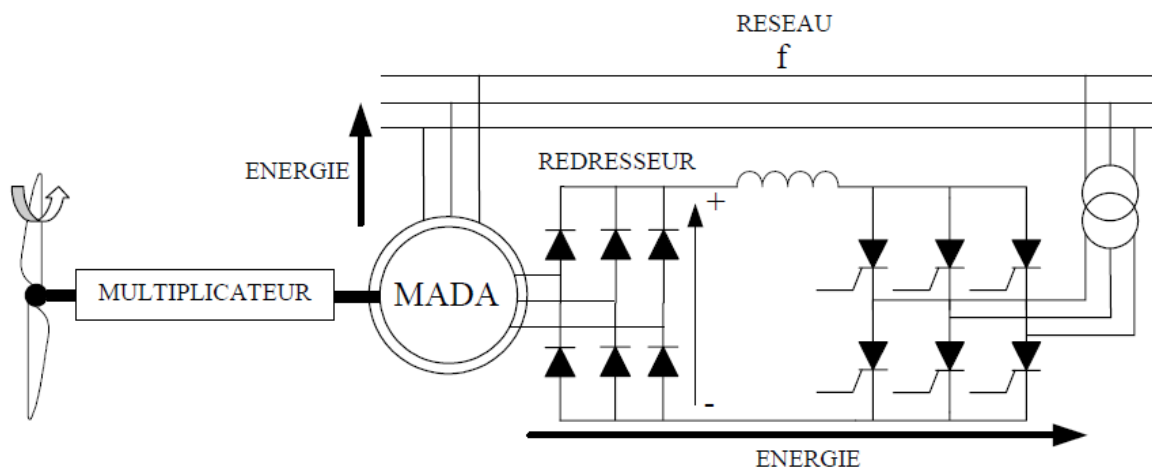 RESEAU
f
ENERGIE
REDRESSEUR
+
MULTIPLICATEUR
MADA
-
ENERGIE